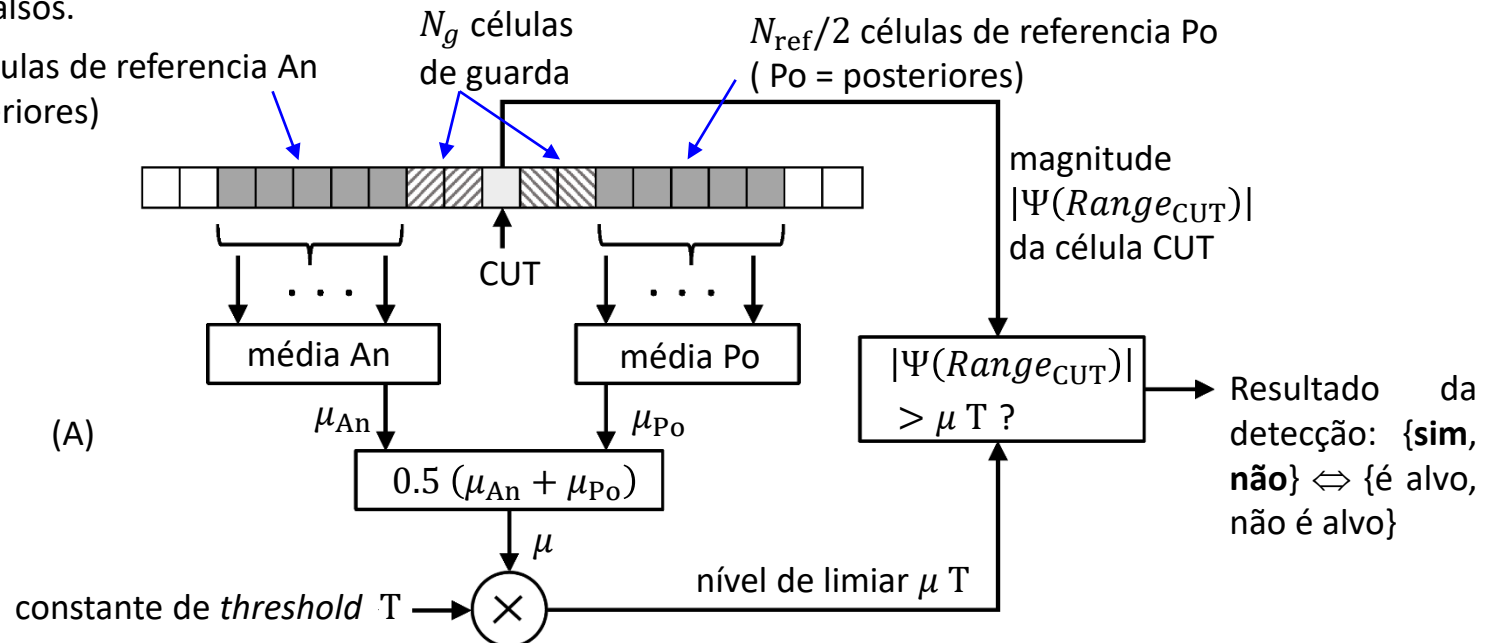 alsos.
ulas de referencia An
eriores)
N_g células
de guarda
N_ref/2 células de referencia Po
( Po = posteriores)
magnitude
|Ψ(Range_CUT)|
da célula CUT
CUT
. . .
. . .
média An
média Po
μ_An
μ_Po
(A)
0.5 (μ_An + μ_Po)
μ
|Ψ(Range_CUT)|
> μ T ?
Resultado da
detecção: {sim,
não} ⇔ {é alvo,
não é alvo}
nível de limiar μ T
constante de threshold T
×